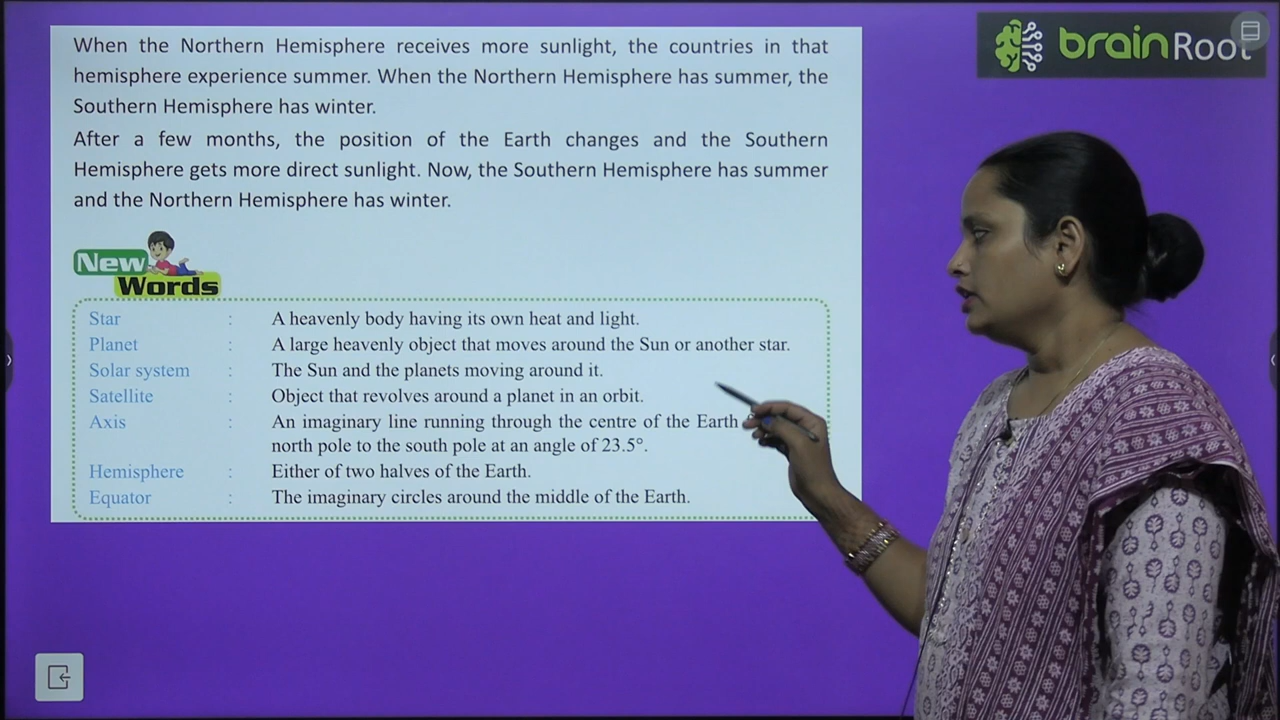 When the Northern Hemisphere receives more sunlight, the countries in that
hemisphere experience summer. When the Northern Hemisphere has summer, the
Southern Hemisphere has winter.
After a few months, the position of the Earth changes and the Southern
Hemisphere gets more direct sunlight. Now, the Southern Hemisphere has summer
and the Northern Hemisphere has winter.
New
Words
Star : A heavenly body having its own heat and light.
Planet : A large heavenly object that moves around the Sun or another star.
Solar system : The Sun and the planets moving around it.
Satellite : Object that revolves around a planet in an orbit.
Axis : An imaginary line running through the centre of the Earth
north pole to the south pole at an angle of 23.5°.
Hemisphere : Either of two halves of the Earth.
Equator : The imaginary circles around the middle of the Earth.
brainRoot